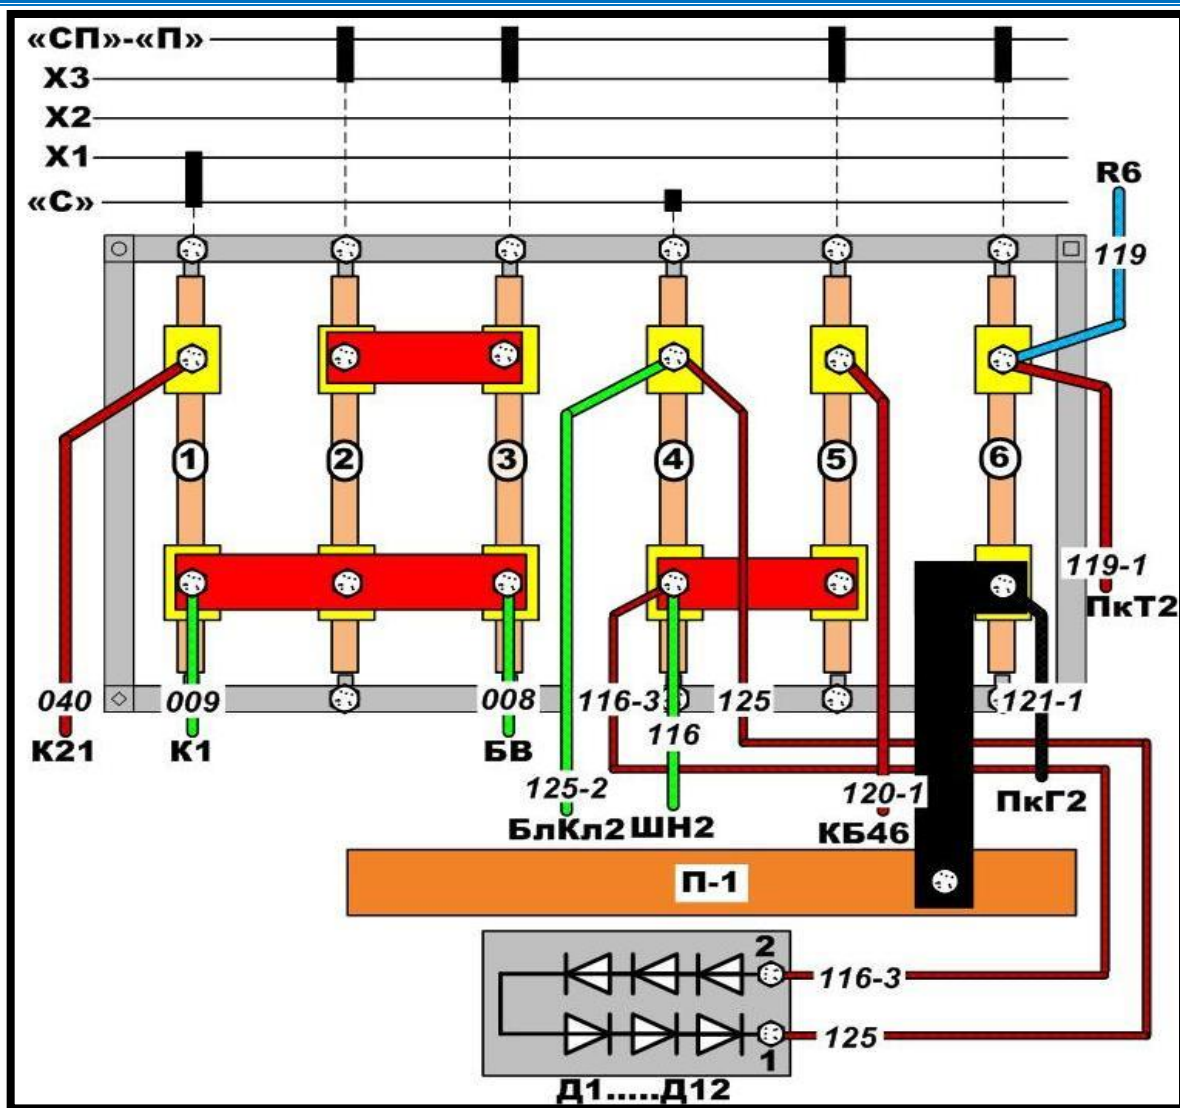 «СП»-«П»
Х3
Х2
Х1
«С»
R6
119
1 2 3 4 5 6
119-1
ПкТ2
040 009 008 116-3 125 121-1
К21 К1 БВ 116
125-2 120-1 ПкГ2
БлКл2 ШН2 КБ46
П-1
2
116-3
125
1
Д1.....Д12